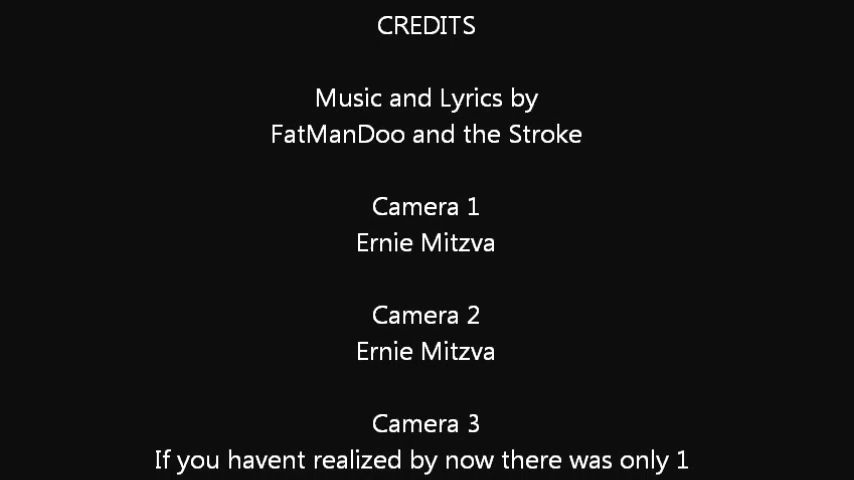 CREDITS
Music and Lyrics by
FatManDoo and the Stroke
Camera 1
Ernie Mitzva
Camera 2
Ernie Mitzva
Camera 3
If you havent realized by now there was only 1